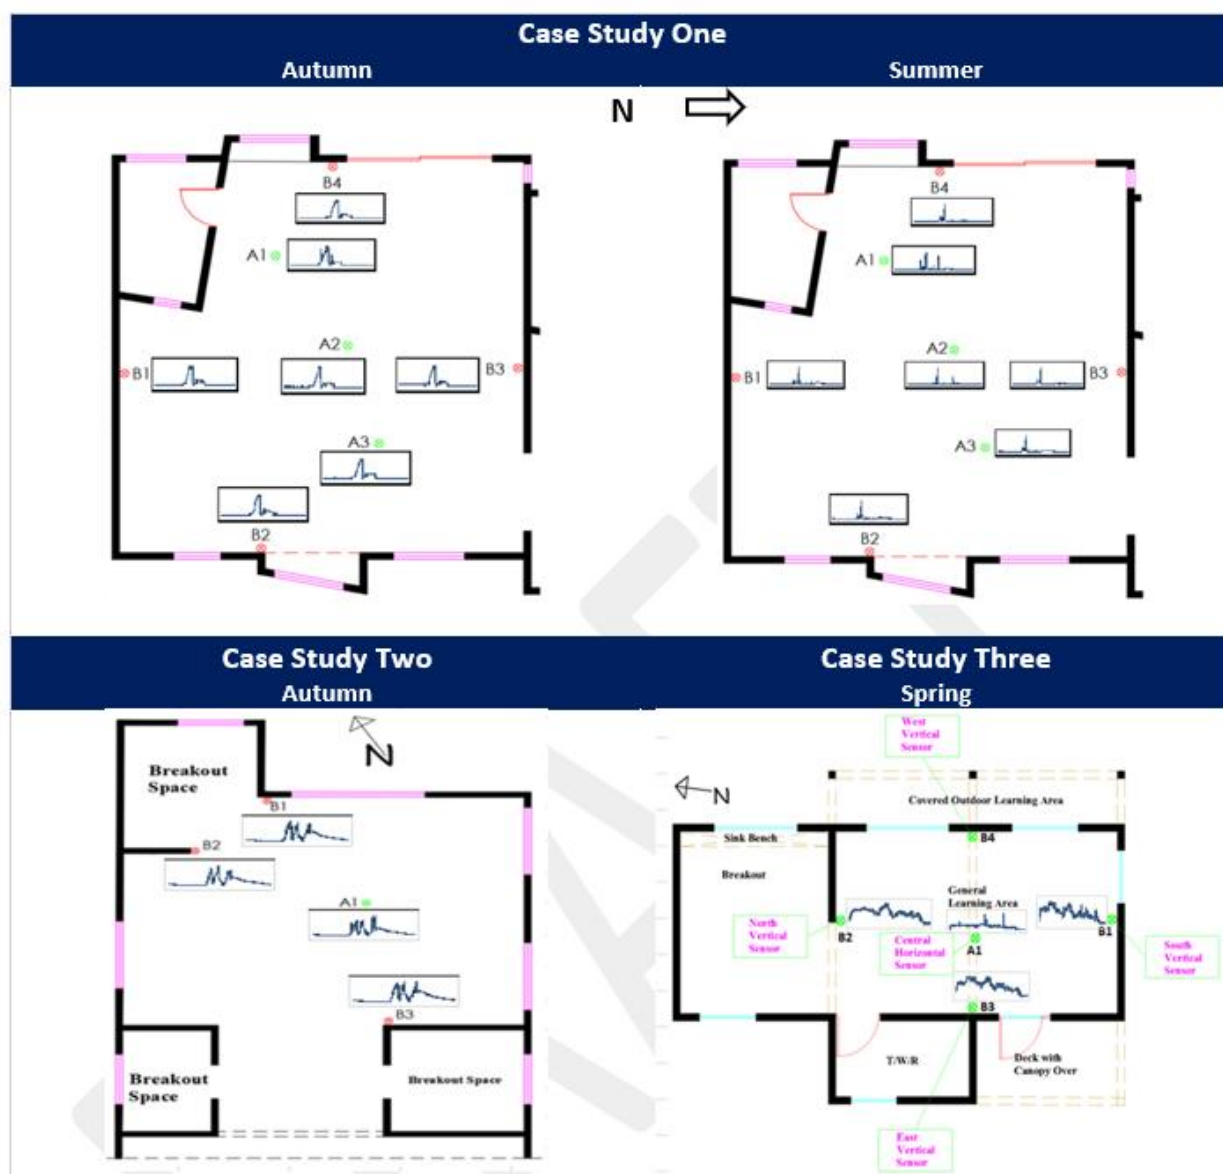 Case Study One
Autumn
Summer
N
B4
A1
A2
B1
B3
A3
B2
B4
A1
A2
B1
B3
A3
B2
Case Study Two
Case Study Three
Autumn
Spring
N
Breakout
Space
B1
B2
A1
B3
Breakout
Space
Breakout Space
West
Vertical
Sensor
N
Covered Outdoor Learning Area
Sink Bench
B4
Breakout
General
Learning Area
North
Vertical
Sensor
B2
Central
Horizontal
Sensor
A1
B1
South
Vertical
Sensor
B3
T/W/R
Deck with
Canopy Over
East
Vertical
Sensor